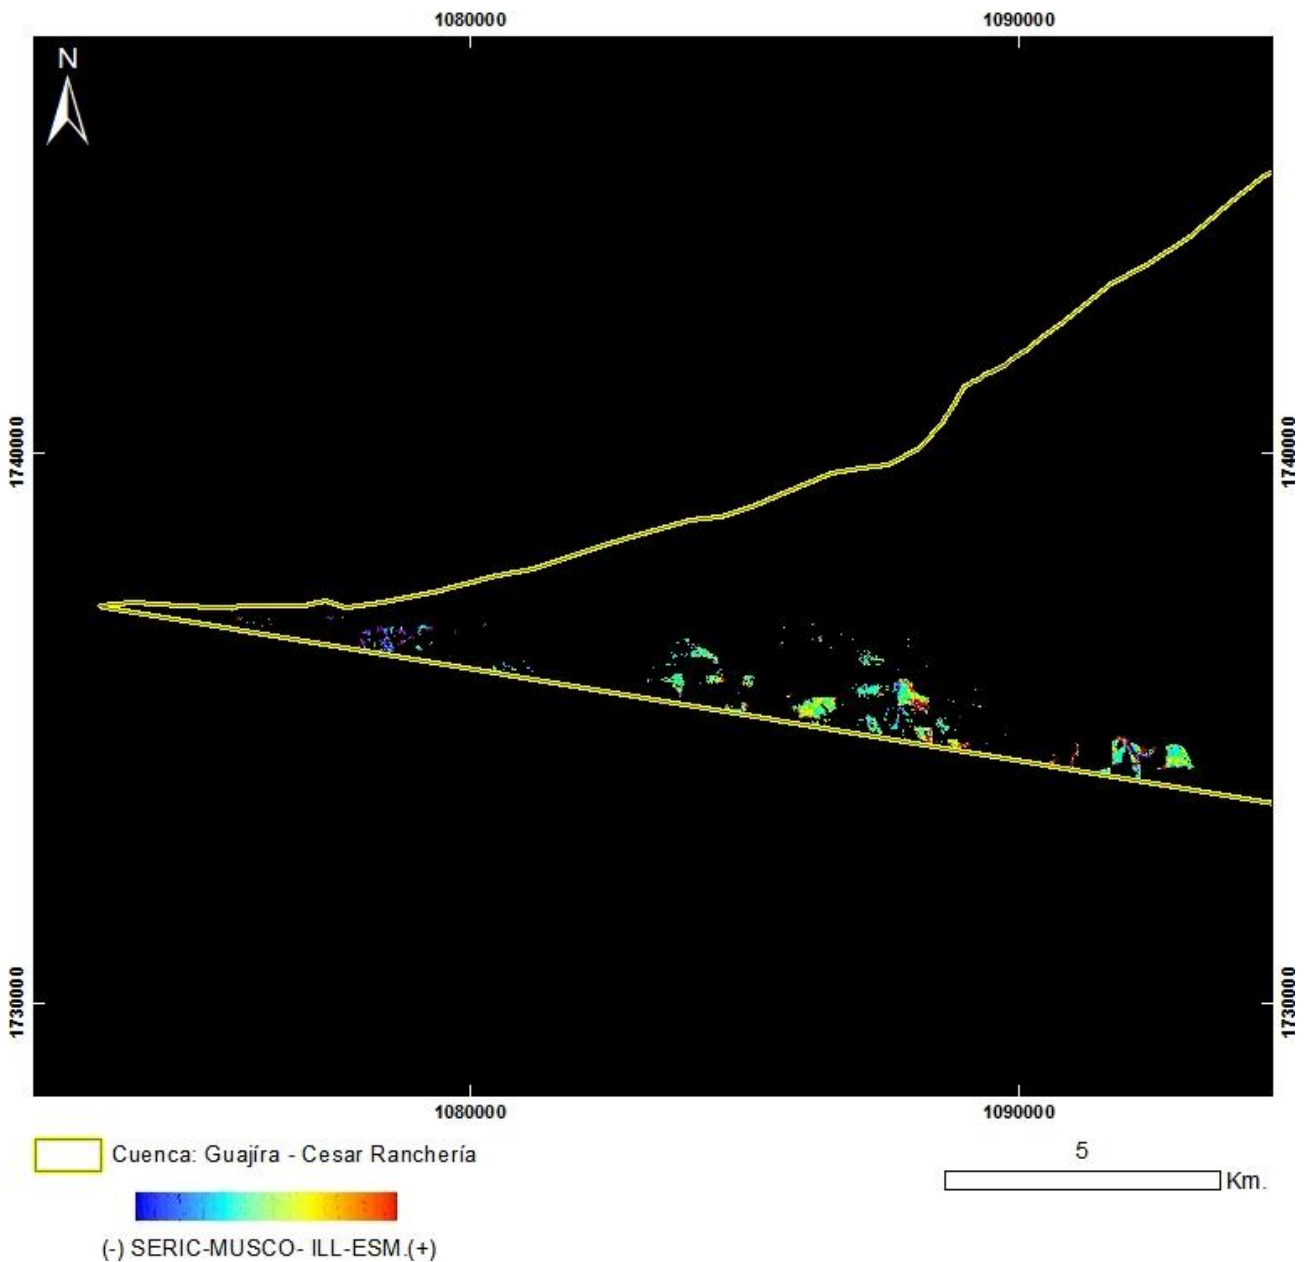 1080000 1090000
N
1740000 1740000
1730000 1730000
1080000 1090000
Cuenca: Guajíra - Cesar Ranchería
5
Km.
(-) SERIC-MUSCO- ILL-ESM.(+)